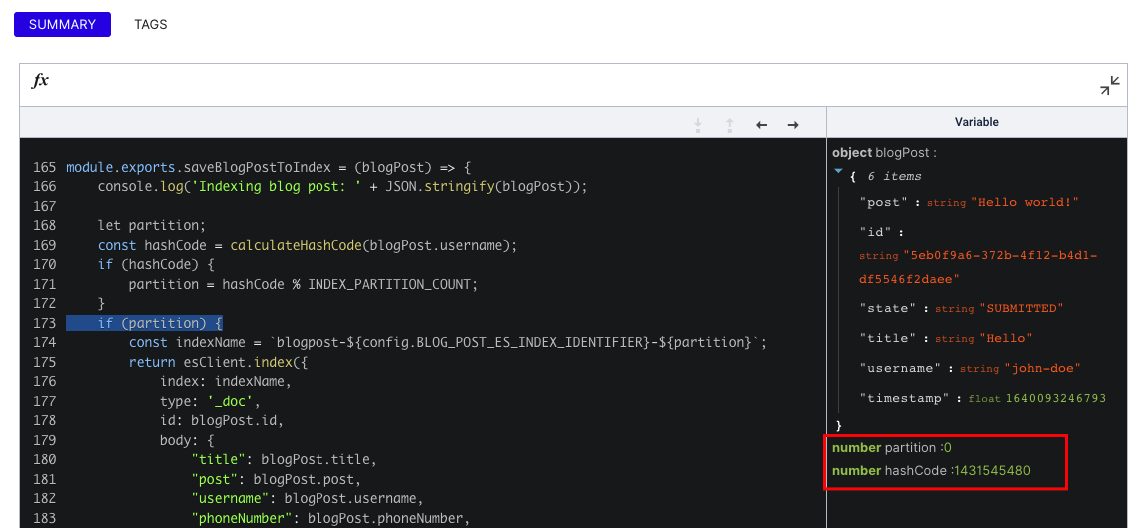 SUMMARY TAGS
fx
Variable
165 module.exports.saveBlogPostToIndex = (blogPost) => {
166 console.log('Indexing blog post: ' + JSON.stringify(blogPost));
167
168 let partition;
169 const hashCode = calculateHashCode(blogPost.username);
170 if (hashCode) {
171 partition = hashCode % INDEX_PARTITION_COUNT;
172 }
173 if (partition) {
174 const indexName = `blogpost-${config.BLOG_POST_ES_INDEX_IDENTIFIER}-${partition}`;
175 return esClient.index({
176 index: indexName,
177 type: '_doc',
178 id: blogPost.id,
179 body: {
180 "title": blogPost.title,
181 "post": blogPost.post,
182 "username": blogPost.username,
183 "phoneNumber": blogPost.phoneNumber,
object blogPost :
{ 6 items
"post" : string "Hello world!"
"id" :
string "5eb0f9a6-372b-4f12-b4d1-
df5546f2daee"
"state" : string "SUBMITTED"
"title" : string "Hello"
"username" : string "john-doe"
"timestamp" : float 1640093246793
}
number partition :0
number hashCode :1431545480